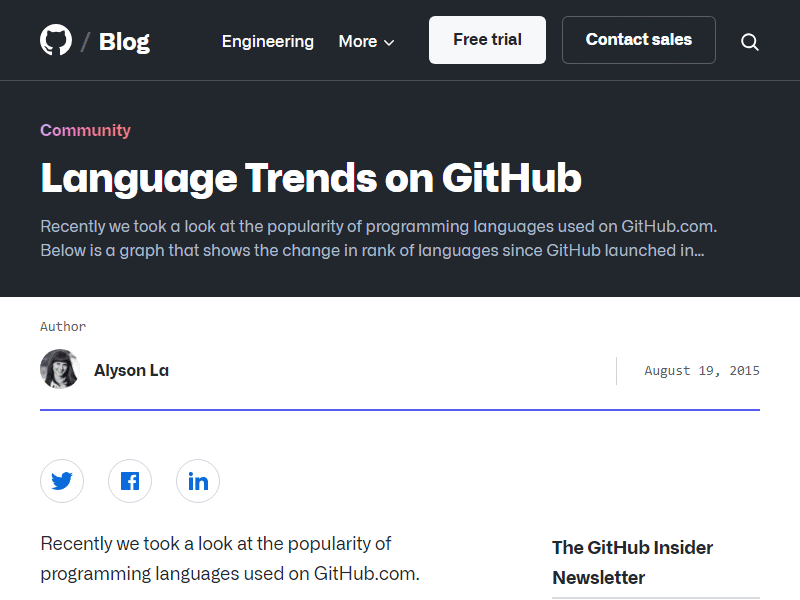 / Blog Engineering More Free trial Contact sales
Community
Language Trends on GitHub
Recently we took a look at the popularity of programming languages used on GitHub.com.
Below is a graph that shows the change in rank of languages since GitHub launched in...
Author
Alyson La August 19, 2015
Recently we took a look at the popularity of
programming languages used on GitHub.com.
The GitHub Insider
Newsletter